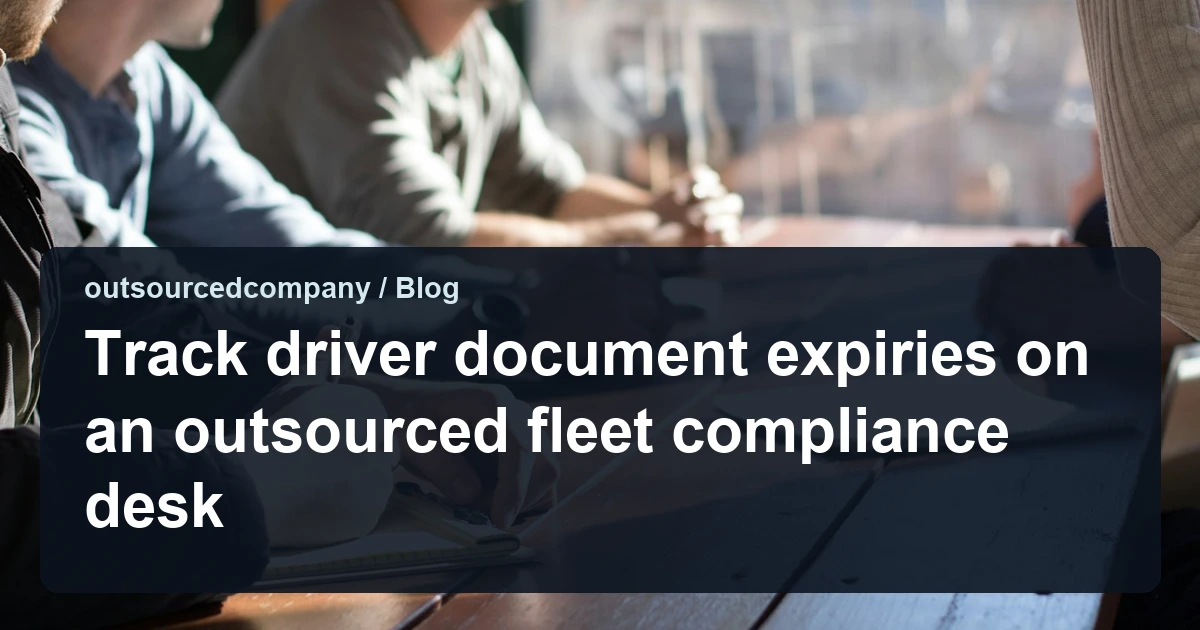 outsourcedcompany / Blog
Track driver document expiries on
an outsourced fleet compliance
desk